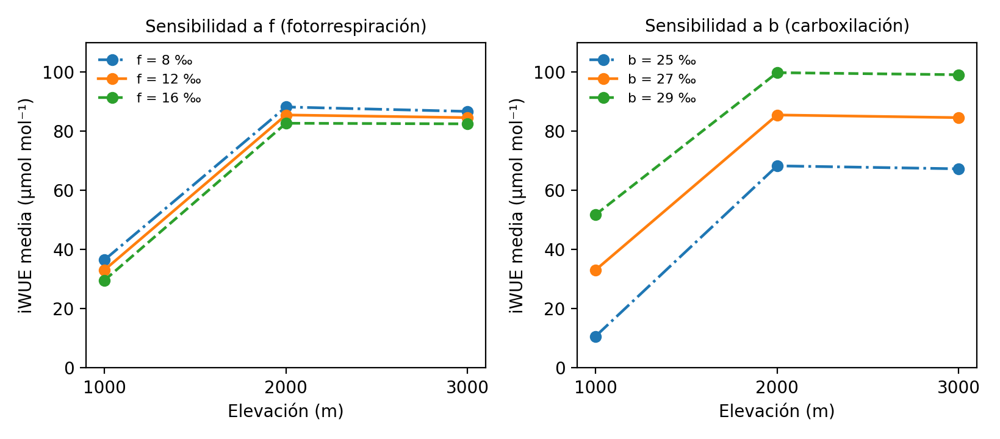 Sensibilidad a f (fotorrespiración)
f = 8 ‰
f = 12 ‰
f = 16 ‰
100
80
60
40
20
0
iWUE media (µmol mol⁻¹)
1000 2000 3000
Elevación (m)
Sensibilidad a b (carboxilación)
b = 25 ‰
b = 27 ‰
b = 29 ‰
100
80
60
40
20
0
iWUE media (µmol mol⁻¹)
1000 2000 3000
Elevación (m)